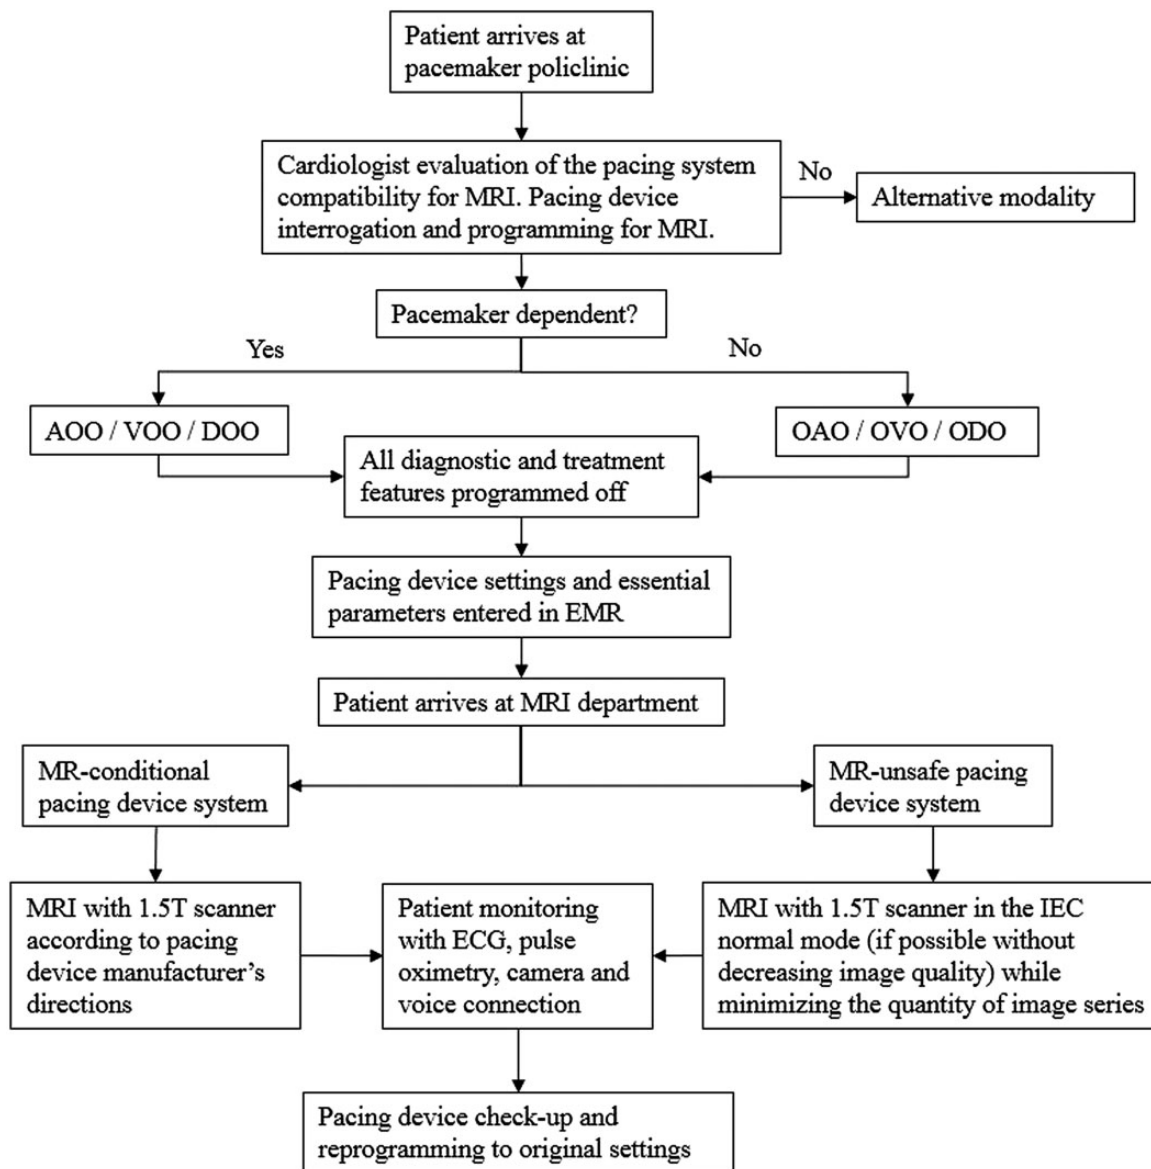 Patient arrives at
pacemaker policlinic
Cardiologist evaluation of the pacing system
compatibility for MRI. Pacing device
interrogation and programming for MRI.
No
Alternative modality
Pacemaker dependent?
Yes
No
AOO / VOO / DOO
OAO / OVO / ODO
All diagnostic and treatment
features programmed off
Pacing device settings and essential
parameters entered in EMR
Patient arrives at MRI department
MR-conditional
pacing device system
MR-unsafe pacing
device system
MRI with 1.5T scanner
according to pacing
device manufacturer's
directions
Patient monitoring
with ECG, pulse
oximetry, camera and
voice connection
MRI with 1.5T scanner in the IEC
normal mode (if possible without
decreasing image quality) while
minimizing the quantity of image series
Pacing device check-up and
reprogramming to original settings